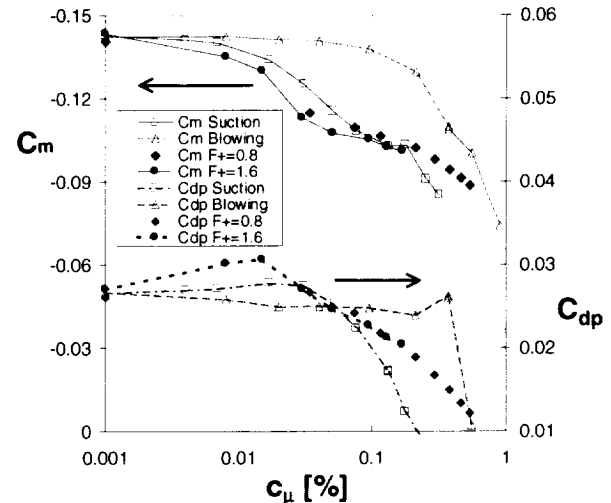 -0.15
-0.12
-0.09
-0.06
-0.03
0
Cm
Cm Suction
Cm Blowing
Cm F+=0.8
Cm F+=1.6
Cdp Suction
Cdp Blowing
Cdp F+=0.8
Cdp F+=1.6
0.06
0.05
0.04
0.03
0.02
0.01
Cdp
0.001
0.01
0.1
1
cμ [%]